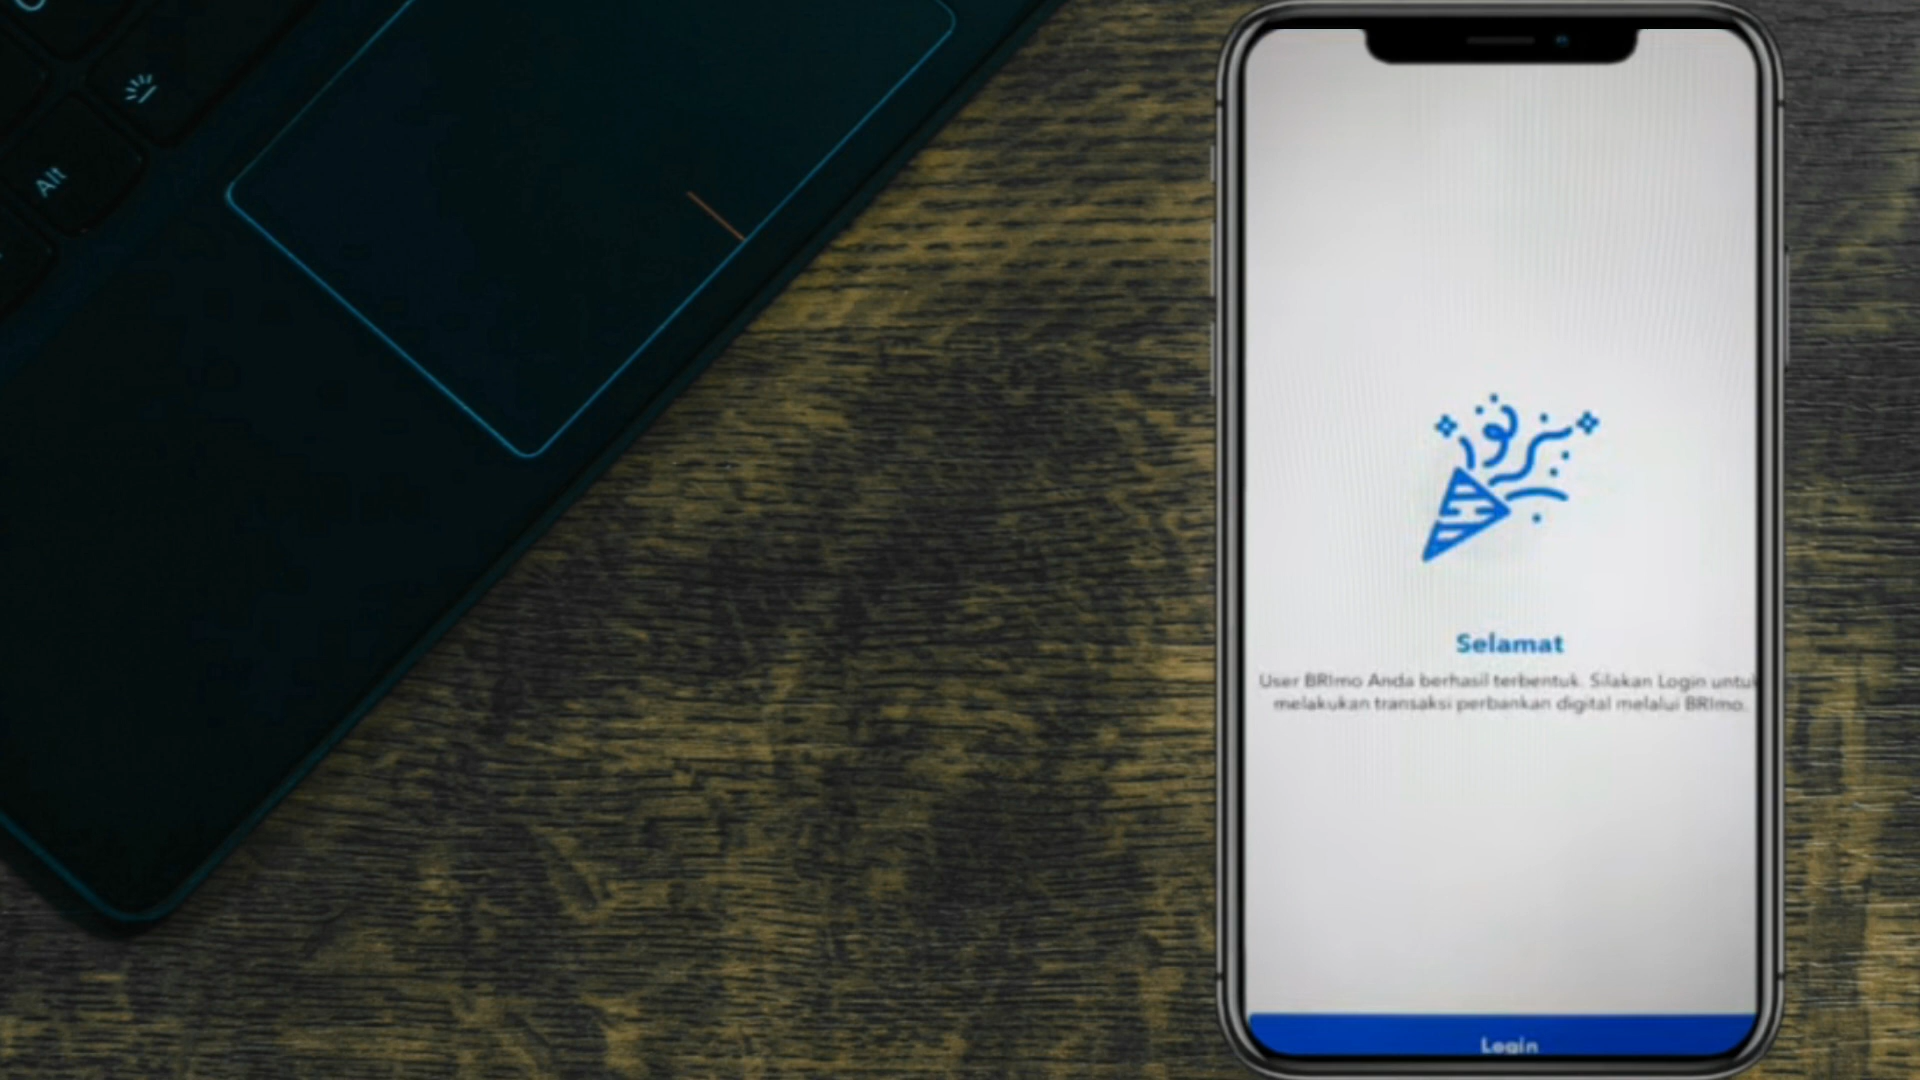 Alt
Selamat
User BRImo Anda berhasil terbentuk. Silakan Login untuk
melakukan transaksi perbankan digital melalui BRImo.
Login